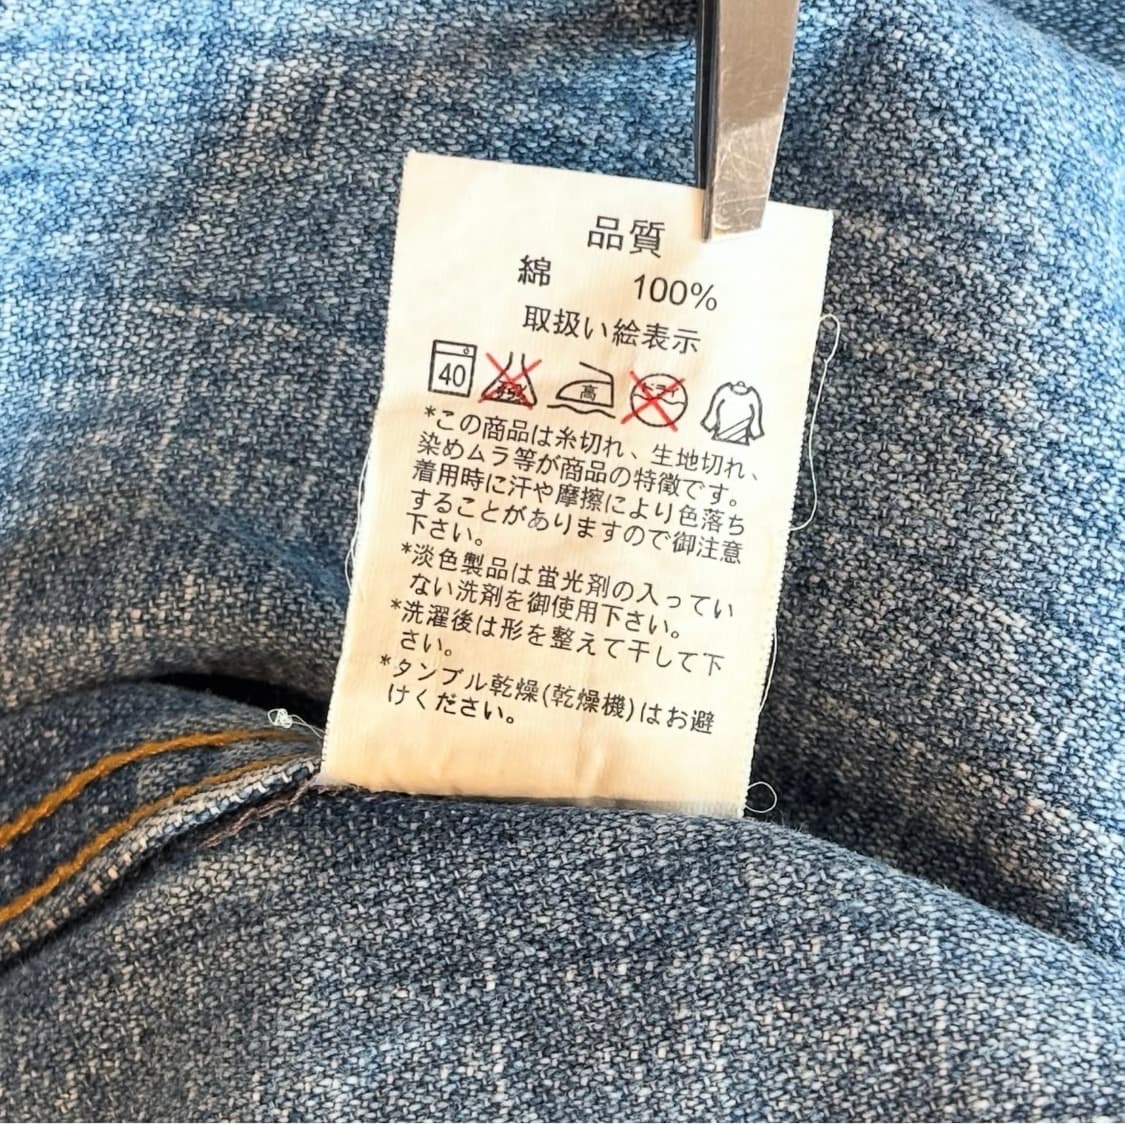 品質
綿 100%
取扱い絵表示
40 高 ドライ
*この商品は糸切れ、生地切れ、
染めムラ等が商品の特徴です。
着用時に汗や摩擦により色落ち
することがありますので御注意
下さい。
*淡色製品は蛍光剤の入ってい
ない洗剤を御使用下さい。
*洗濯後は形を整えて干して下
さい。
*タンブル乾燥(乾燥機)はお避
けください。